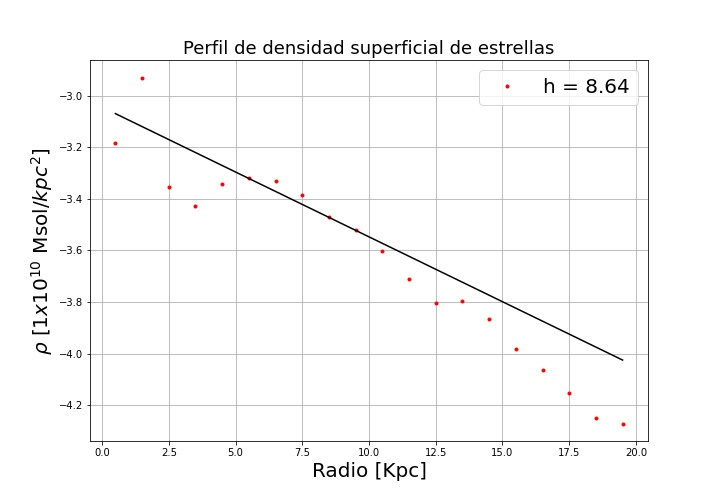 Perfil de densidad superficial de estrellas
h = 8.64
−3.0
−3.2
−3.4
−3.6
−3.8
−4.0
−4.2
ρ [1x10¹⁰ Msol/kpc²]
0.0 2.5 5.0 7.5 10.0 12.5 15.0 17.5 20.0
Radio [Kpc]